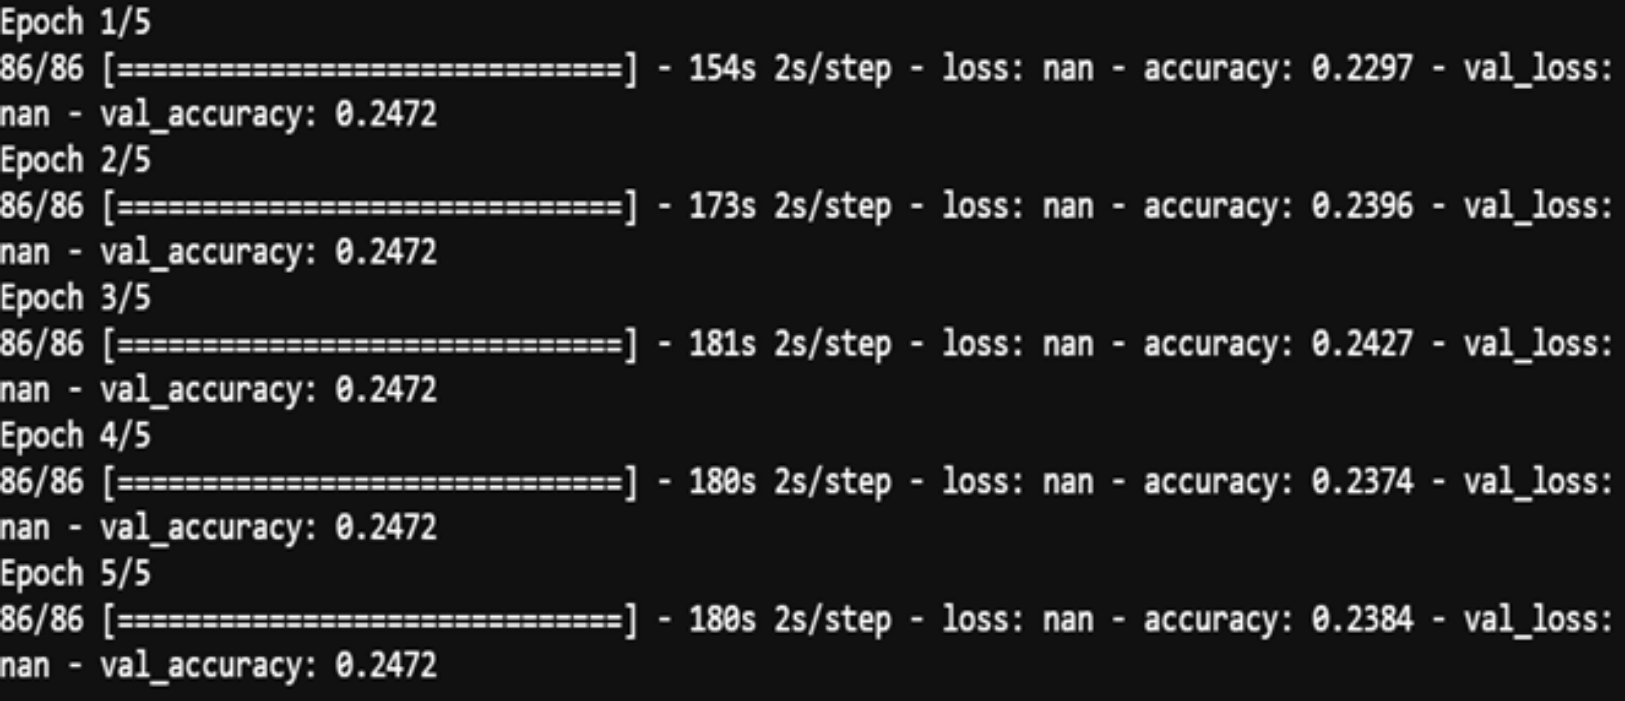 Epoch 1/5
86/86 [==============================] - 154s 2s/step - loss: nan - accuracy: 0.2297 - val_loss:
nan - val_accuracy: 0.2472
Epoch 2/5
86/86 [==============================] - 173s 2s/step - loss: nan - accuracy: 0.2396 - val_loss:
nan - val_accuracy: 0.2472
Epoch 3/5
86/86 [==============================] - 181s 2s/step - loss: nan - accuracy: 0.2427 - val_loss:
nan - val_accuracy: 0.2472
Epoch 4/5
86/86 [==============================] - 180s 2s/step - loss: nan - accuracy: 0.2374 - val_loss:
nan - val_accuracy: 0.2472
Epoch 5/5
86/86 [==============================] - 180s 2s/step - loss: nan - accuracy: 0.2384 - val_loss:
nan - val_accuracy: 0.2472